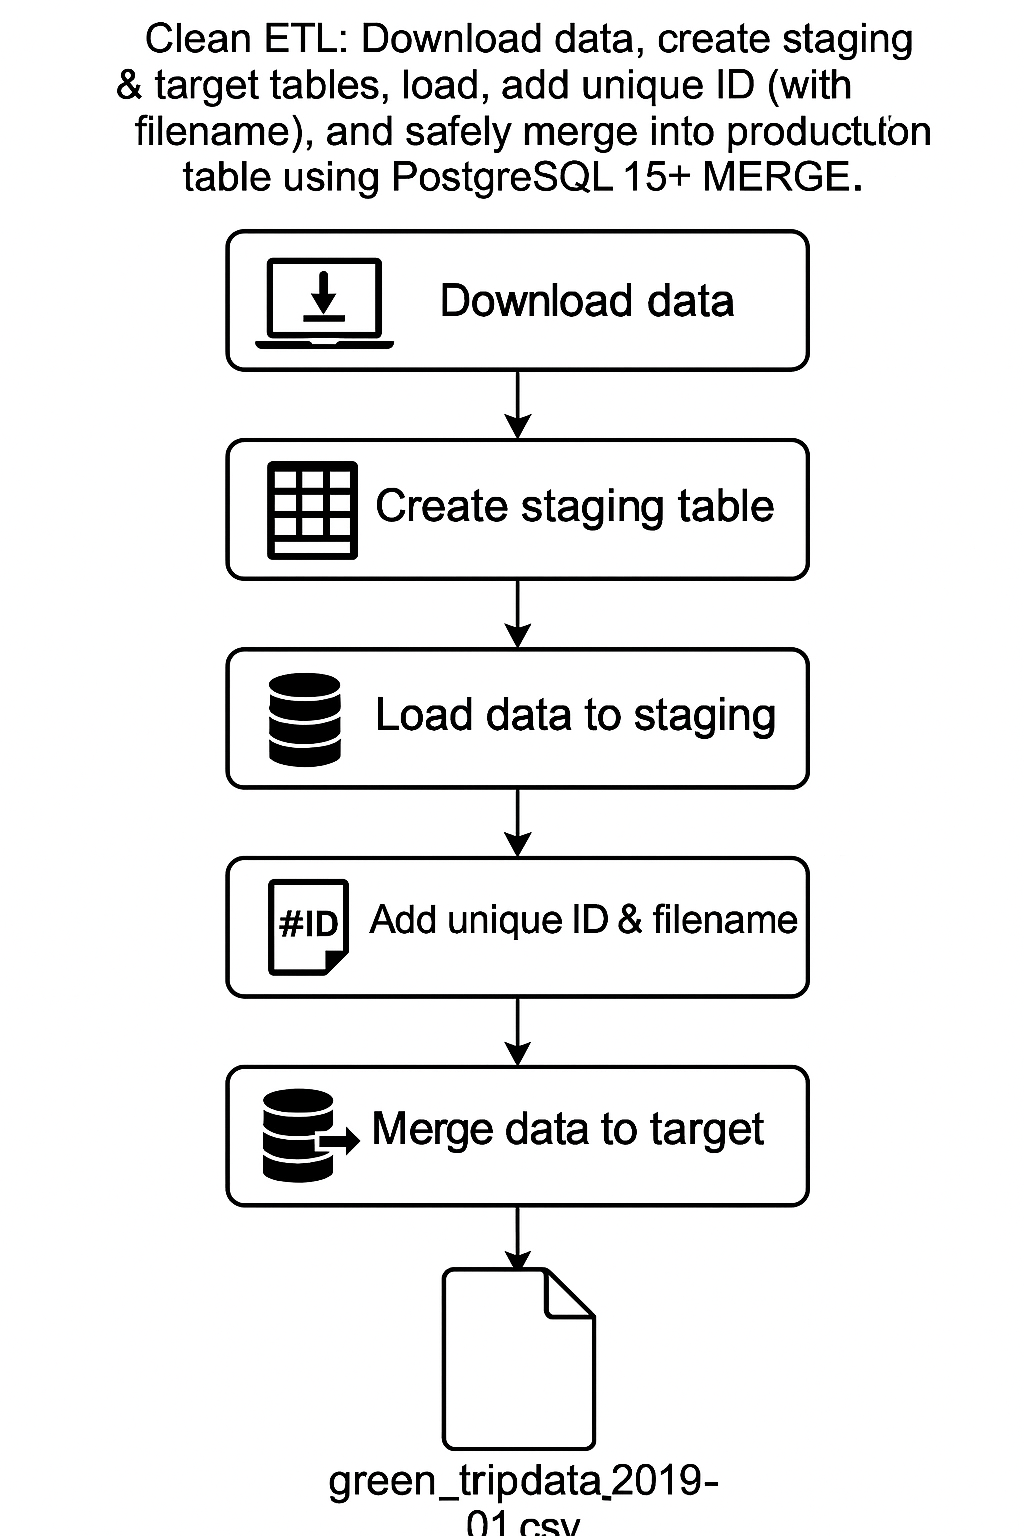 Clean ETL: Download data, create staging
& target tables, load, add unique ID (with
filename), and safely merge into productution
table using PostgreSQL 15+ MERGE.
Download data
Create staging table
Load data to staging
#ID
Add unique ID & filename
Merge data to target
green_tripdata_2019-
01.csv